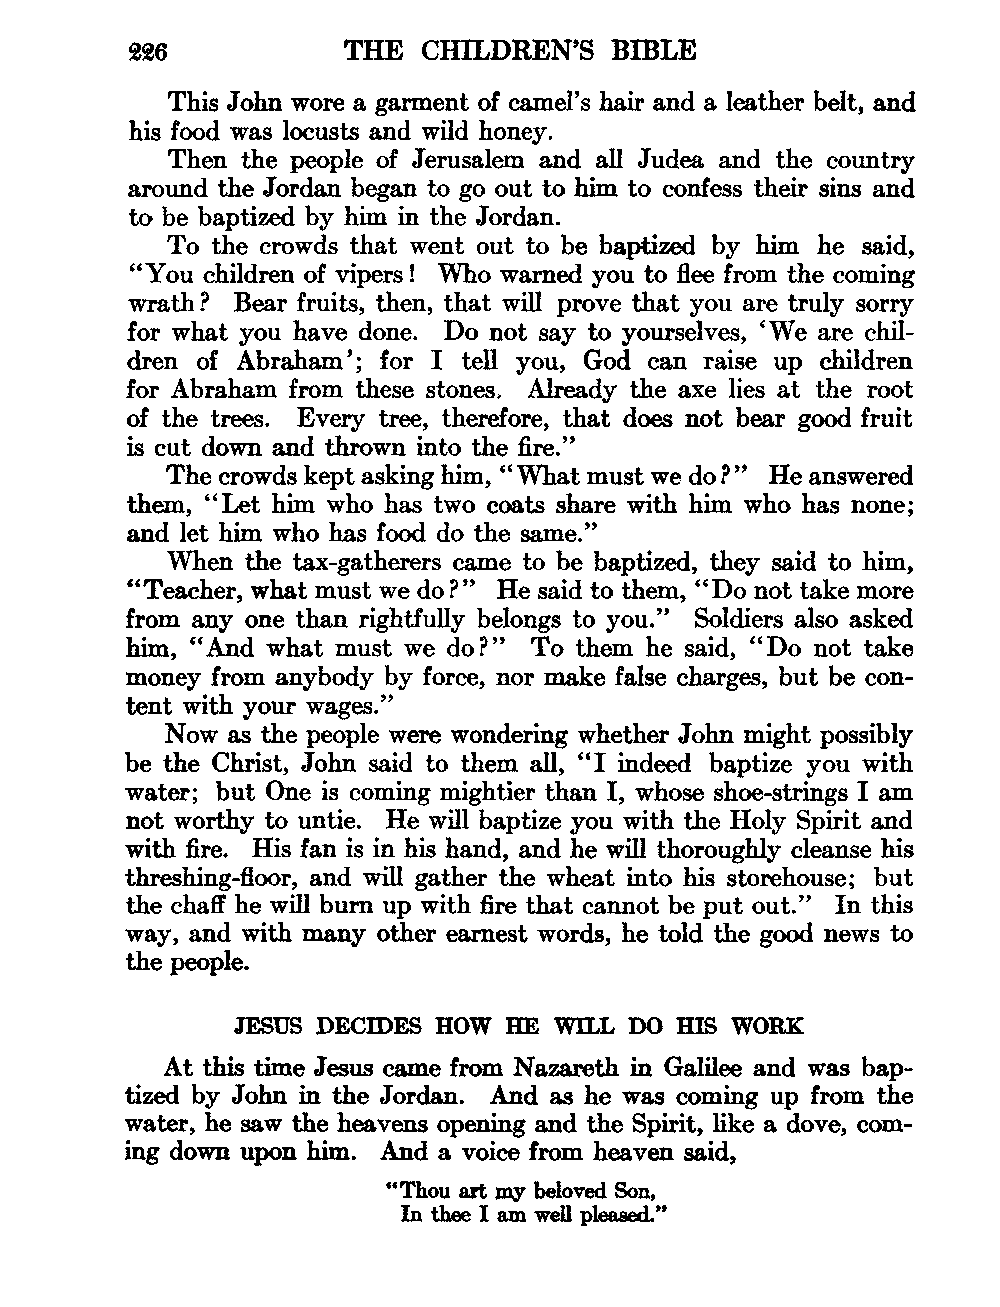 226 THE CHILDREN'S BIBLE
This John wore a garment of camel's hair and a leather belt, and
his food was locusts and wild honey.
Then the people of Jerusalem and all Judea and the country
around the Jordan began to go out to him to confess their sins and
to be baptized by him in the Jordan.
To the crowds that went out to be baptized by him he said,
"You children of vipers! Who warned you to flee from the coming
wrath? Bear fruits, then, that will prove that you are truly sorry
for what you have done. Do not say to yourselves, 'We are chil-
dren of Abraham'; for I tell you, God can raise up children
for Abraham from these stones. Already the axe lies at the root
of the trees. Every tree, therefore, that does not bear good fruit
is cut down and thrown into the fire."
The crowds kept asking him, "What must we do?" He answered
them, "Let him who has two coats share with him who has none;
and let him who has food do the same."
When the tax-gatherers came to be baptized, they said to him,
"Teacher, what must we do?" He said to them, "Do not take more
from any one than rightfully belongs to you." Soldiers also asked
him, "And what must we do?" To them he said, "Do not take
money from anybody by force, nor make false charges, but be con-
tent with your wages."
Now as the people were wondering whether John might possibly
be the Christ, John said to them all, "I indeed baptize you with
water; but One is coming mightier than I, whose shoe-strings I am
not worthy to untie. He will baptize you with the Holy Spirit and
with fire. His fan is in his hand, and he will thoroughly cleanse his
threshing-floor, and will gather the wheat into his storehouse; but
the chaff he will burn up with fire that cannot be put out." In this
way, and with many other earnest words, he told the good news to
the people.
JESUS DECIDES HOW HE WILL DO HIS WORK
At this time Jesus came from Nazareth in Galilee and was bap-
tized by John in the Jordan. And as he was coming up from the
water, he saw the heavens opening and the Spirit, like a dove, com-
ing down upon him. And a voice from heaven said,
"Thou art my beloved Son,
In thee I am well pleased."